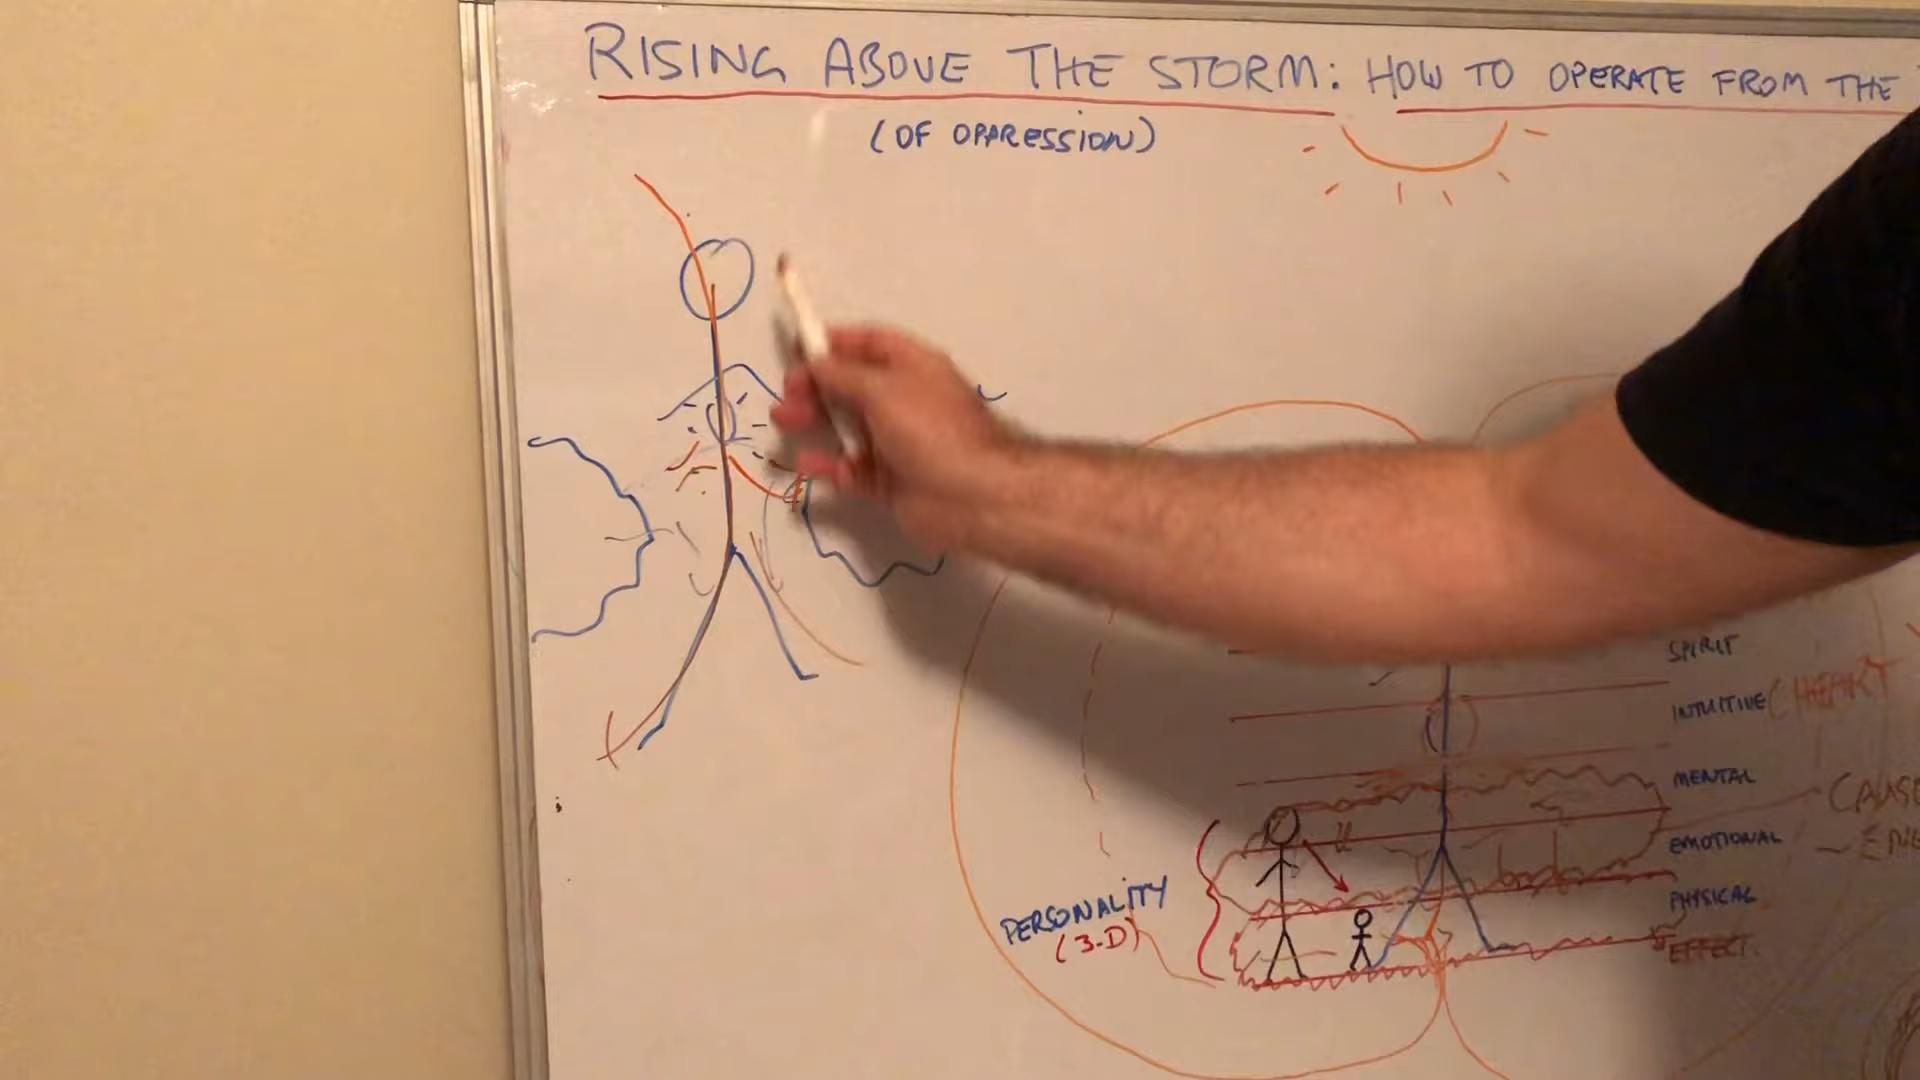 RISING ABOVE THE STORM: HOW TO OPERATE FROM THE
(OF OPPRESSION)
SPIRIT
INTUITIVE (HEART
MENTAL
CAUSE
EMOTIONAL
PHYSICAL
PERSONALITY
(3-D)
EFFECT.